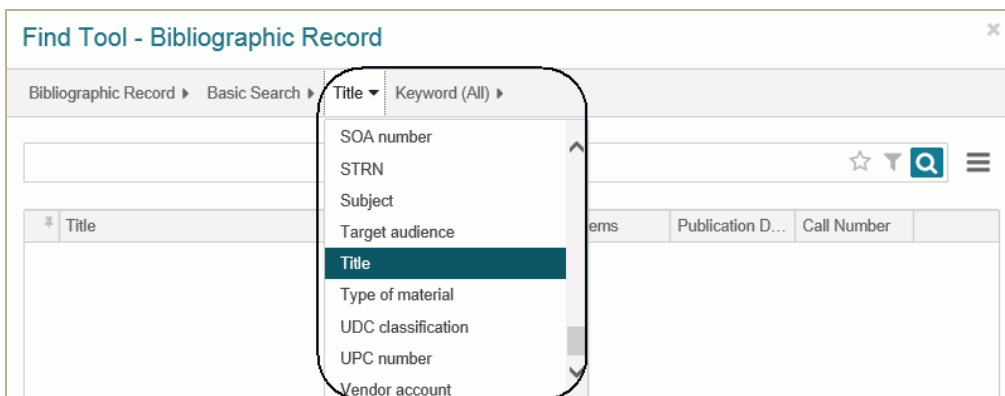 Find Tool - Bibliographic Record
Bibliographic Record Basic Search Title Keyword (All)
SOA number
STRN
Subject
Target audience
Title
Type of material
UDC classification
UPC number
Vendor account
Title ems Publication D... Call Number